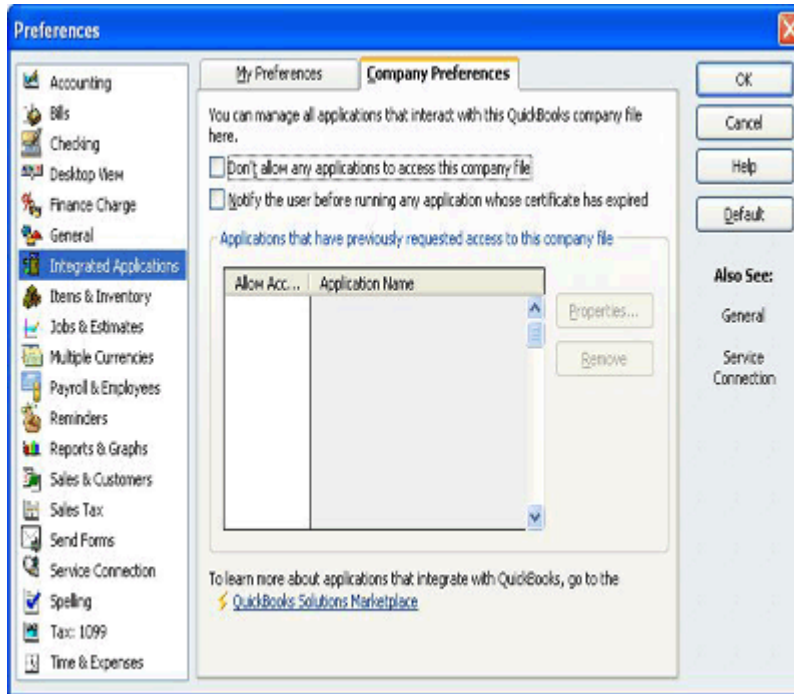 Preferences
Accounting
Bills
Checking
Desktop View
Finance Charge
General
Integrated Applications
Items & Inventory
Jobs & Estimates
Multiple Currencies
Payroll & Employees
Reminders
Reports & Graphs
Sales & Customers
Sales Tax
Send Forms
Service Connection
Spelling
Tax: 1099
Time & Expenses
My Preferences
Company Preferences
You can manage all applications that interact with this QuickBooks company file
here.
Don't allow any applications to access this company file
Notify the user before running any application whose certificate has expired
Applications that have previously requested access to this company file
Allow Acc... Application Name
Properties...
Remove
To learn more about applications that integrate with QuickBooks, go to the
QuickBooks Solutions Marketplace
OK
Cancel
Help
Default
Also See:
General
Service
Connection